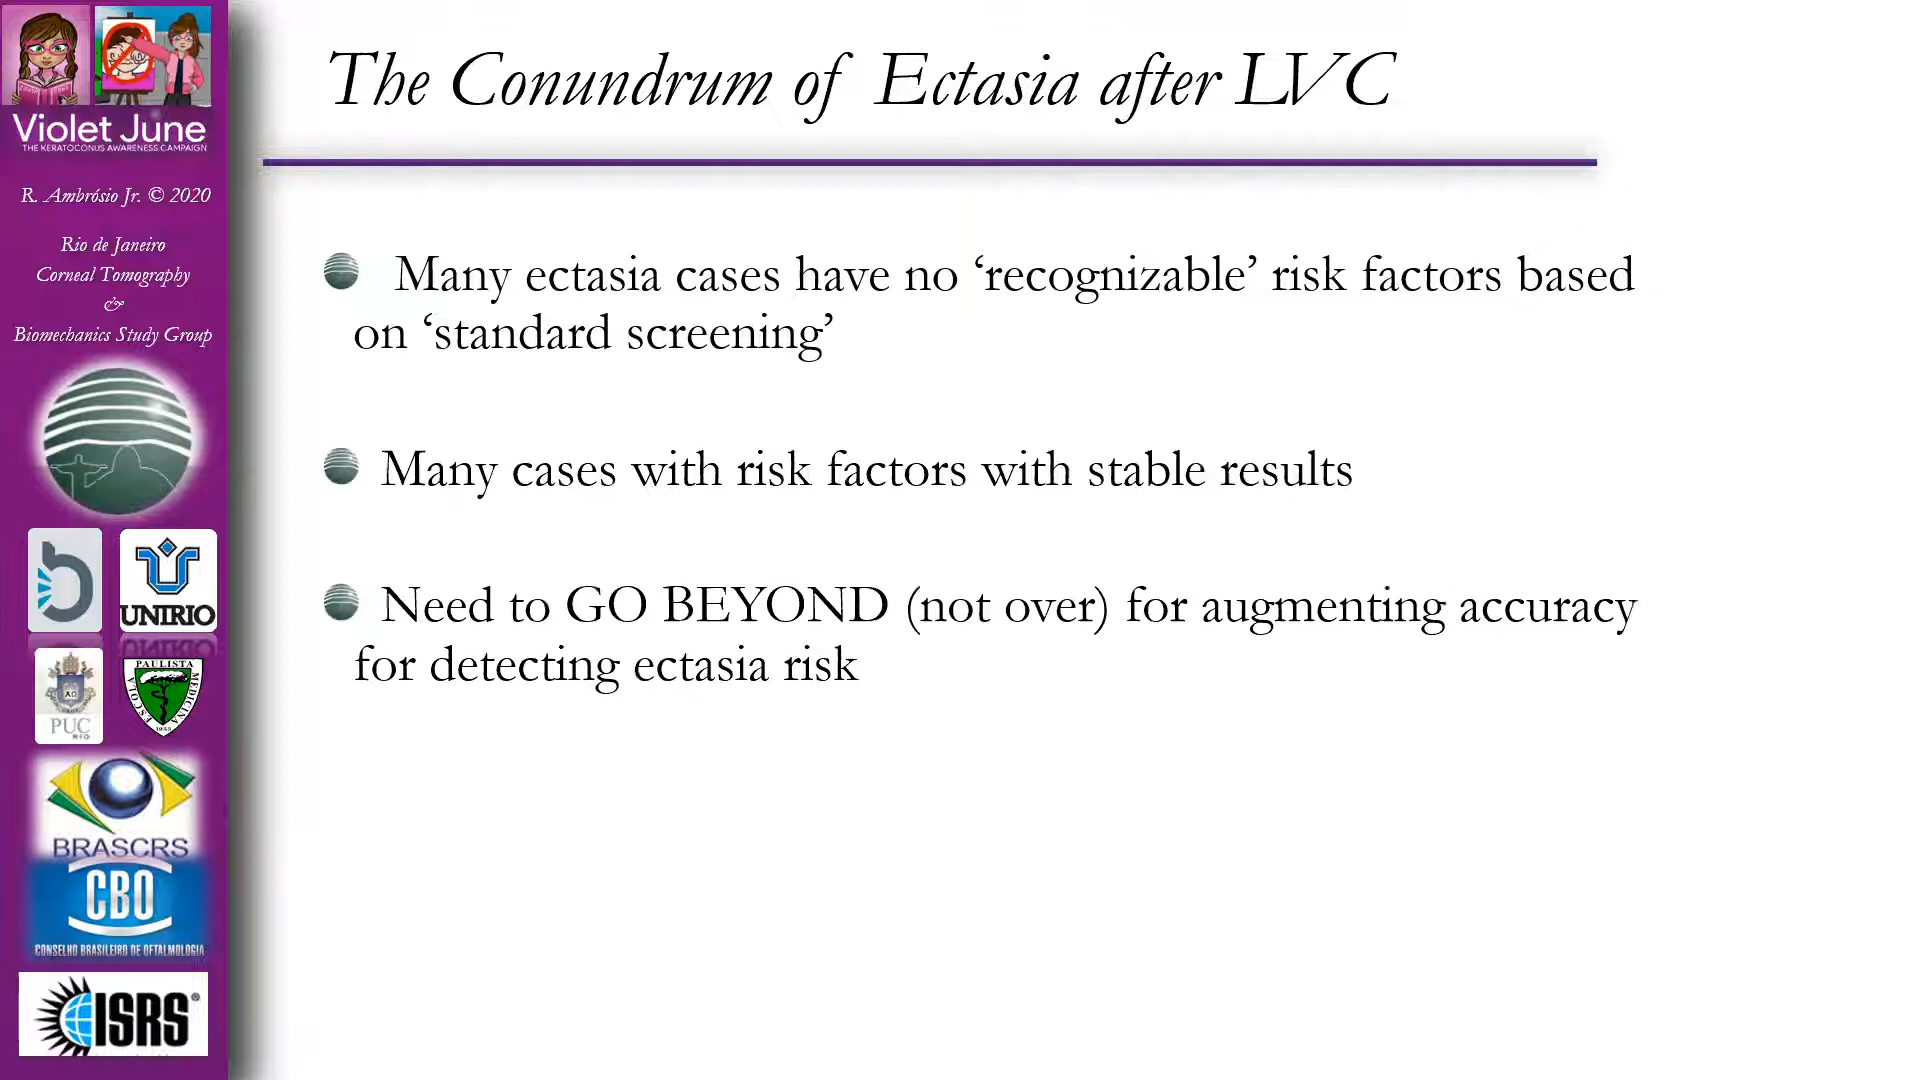 The Conundrum of Ectasia after LVC
Many ectasia cases have no ‘recognizable’ risk factors based
on ‘standard screening’
Many cases with risk factors with stable results
Need to GO BEYOND (not over) for augmenting accuracy
for detecting ectasia risk
Violet June
THE KERATOCONUS AWARENESS CAMPAIGN
R. Ambrósio Jr. © 2020
Rio de Janeiro
Corneal Tomography
&
Biomechanics Study Group
UNIRIO
PUC
RIO
ESCOLA PAULISTA MEDICINA
1933
BRASCRS
CBO
CONSELHO BRASILEIRO DE OFTALMOLOGIA
ISRS®